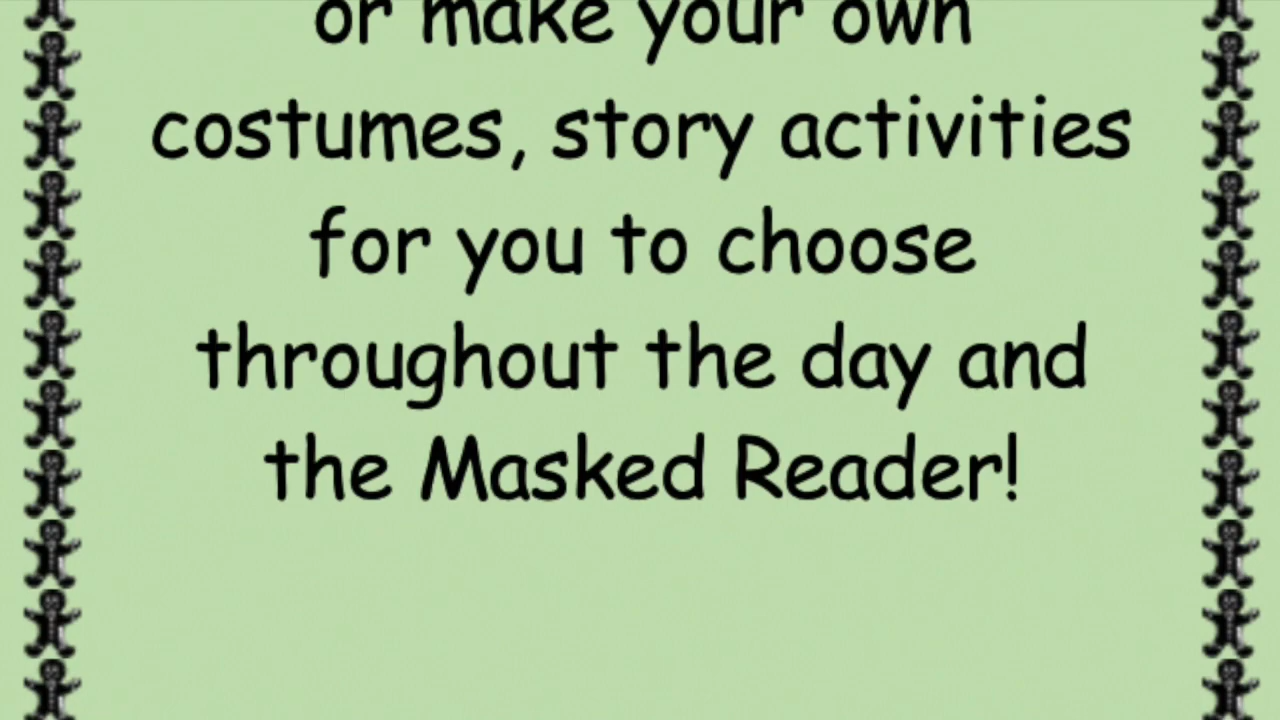 or make your own
costumes, story activities
for you to choose
throughout the day and
the Masked Reader!